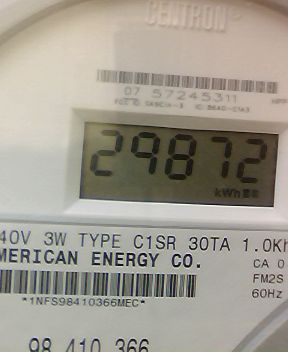 CENTRON®
07 57245311
29872
kWh
40V 3W TYPE C1SR 30TA 1.0Kh
MERICAN ENERGY CO.
CA 0
FM2S
60Hz
*1NFS98410366MEC*
98 410 366